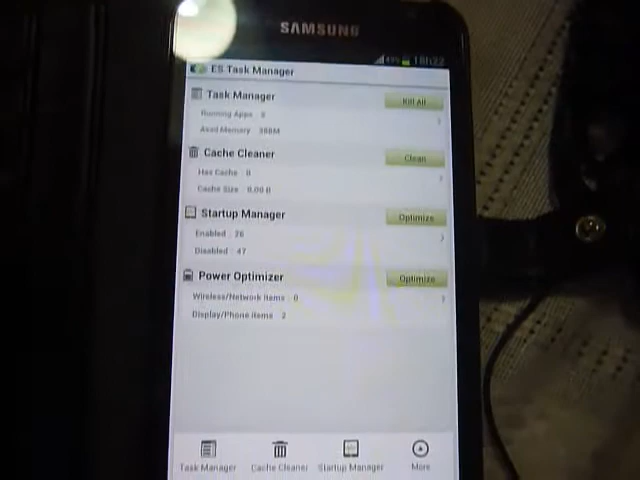 SAMSUNG
18h22
ES Task Manager
Task Manager
Kill All
Running Apps
Avail Memory : 388M
Cache Cleaner
Clean
Has Cache : 0
Cache Size : 0.00 B
Startup Manager
Optimize
Enabled : 26
Disabled : 47
Power Optimizer
Optimize
Wireless/Network items : 0
Display/Phone items : 2
Task Manager Cache Cleaner Startup Manager More